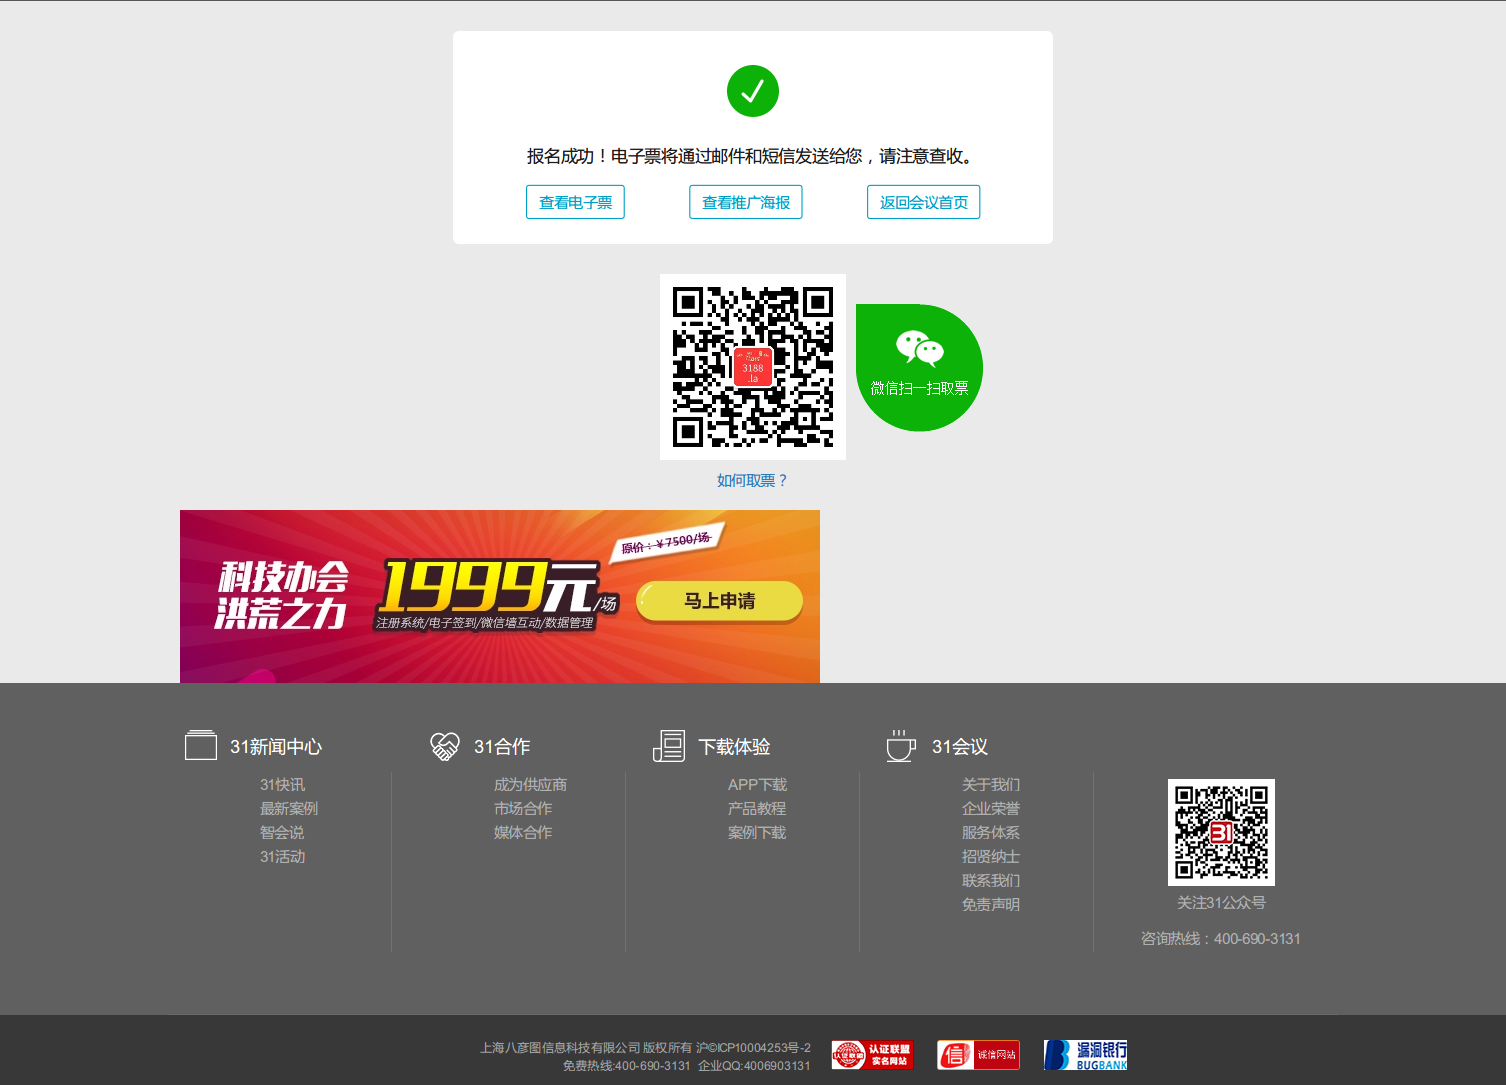 报名成功！电子票将通过邮件和短信发送给您，请注意查收。
查看电子票
查看推广海报
返回会议首页
3188
.la
微信扫一扫取票
如何取票？
原价：￥7500/场
科技办会
洪荒之力
1999元/场
注册系统/电子签到/微信墙互动/数据管理
马上申请
31新闻中心
31快讯
最新案例
智会说
31活动
31合作
成为供应商
市场合作
媒体合作
下载体验
APP下载
产品教程
案例下载
31会议
关于我们
企业荣誉
服务体系
招贤纳士
联系我们
免责声明
31
关注31公众号
咨询热线：400-690-3131
上海八彦图信息科技有限公司 版权所有 沪©ICP10004253号-2
免费热线:400-690-3131 企业QQ:4006903131
认证联盟
认证联盟
实名网站
信
诚信网站
漏洞银行
BUGBANK